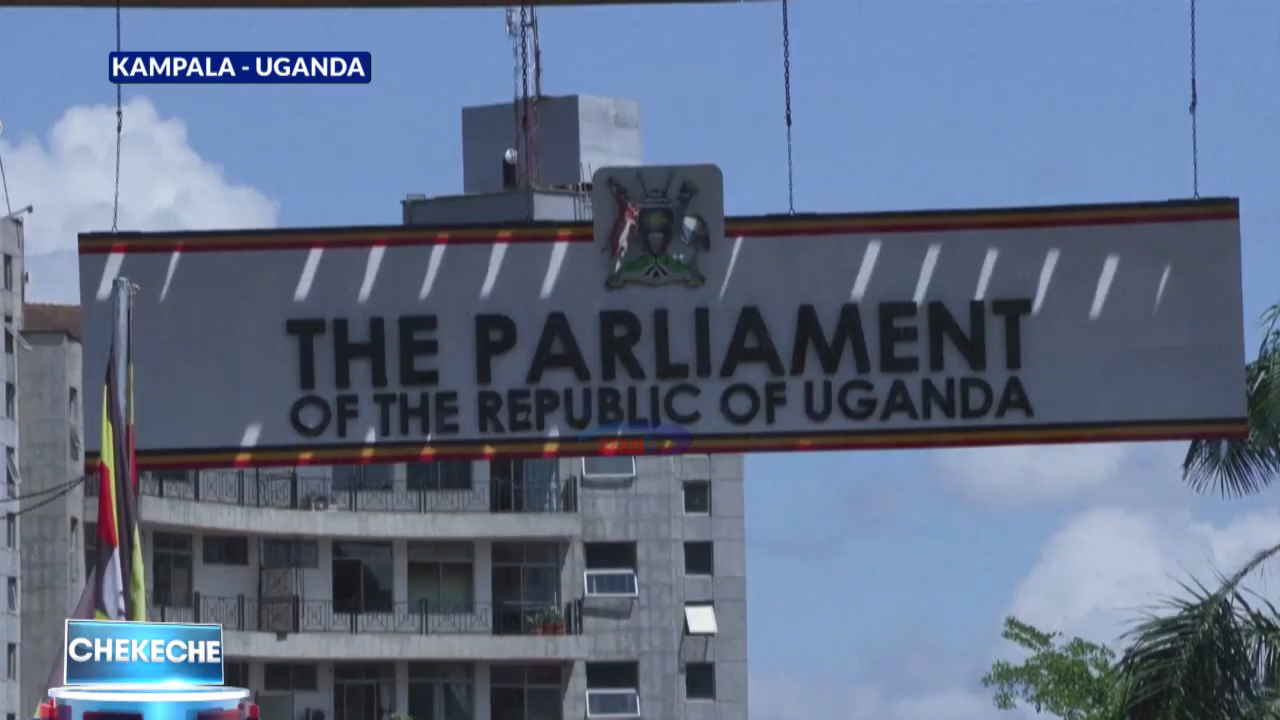 KAMPALA - UGANDA
THE PARLIAMENT
OF THE REPUBLIC OF UGANDA
CHEKECHE